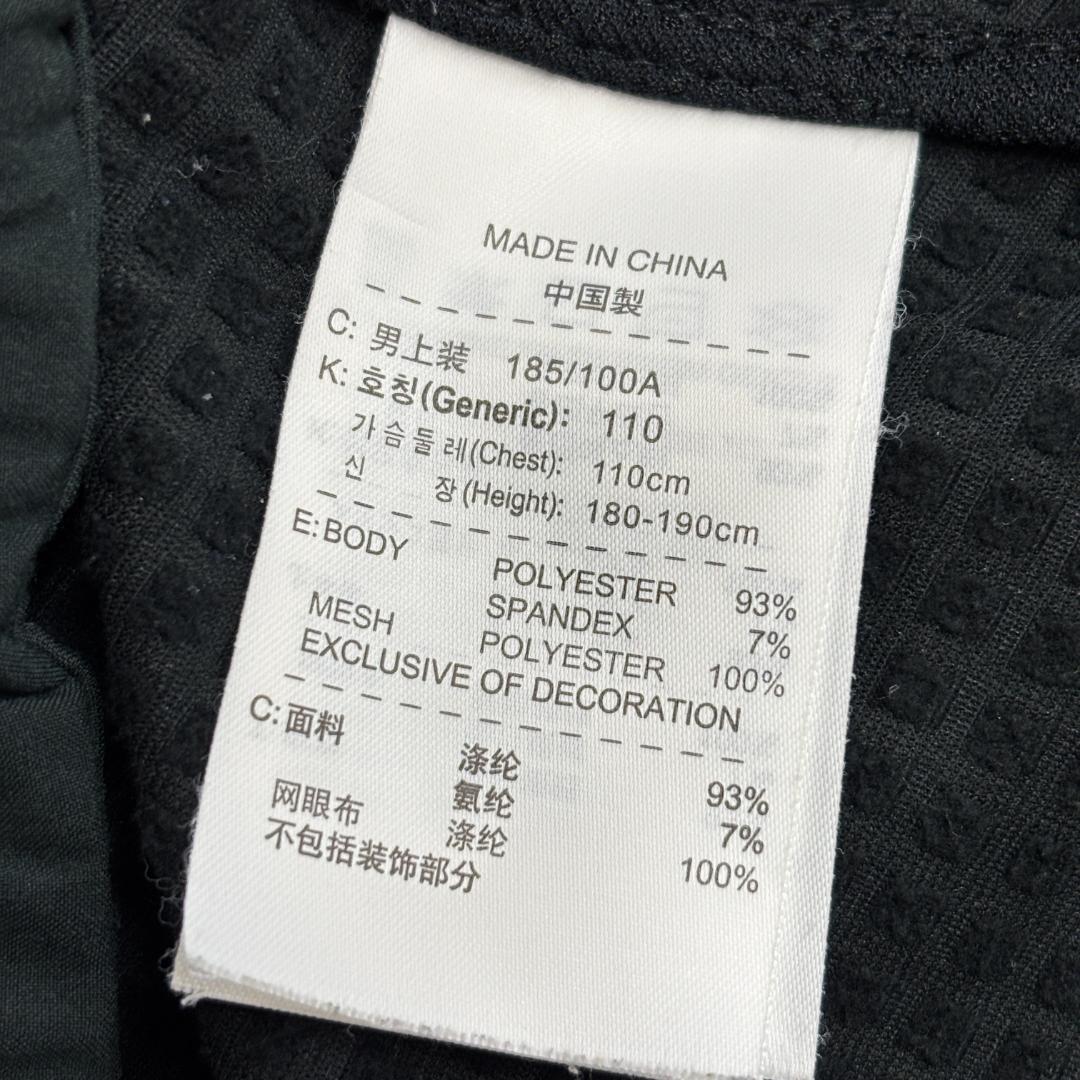 MADE IN CHINA
中国製
C: 男上装 185/100A
K: 호칭(Generic): 110
가슴둘레(Chest): 110cm
신 장(Height): 180-190cm
E:BODY POLYESTER 93%
SPANDEX 7%
MESH POLYESTER 100%
EXCLUSIVE OF DECORATION
C:面料 涤纶 93%
氨纶 7%
网眼布 涤纶 100%
不包括装饰部分